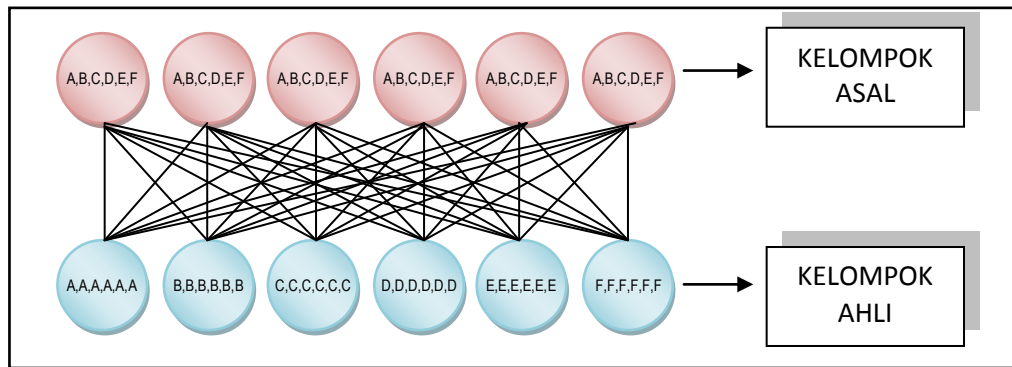 A,B,C,D,E,F
A,B,C,D,E,F
A,B,C,D,E,F
A,B,C,D,E,F
A,B,C,D,E,F
A,B,C,D,E,F
KELOMPOK
ASAL
A,A,A,A,A,A
B,B,B,B,B,B
C,C,C,C,C,C
D,D,D,D,D,D
E,E,E,E,E,E
F,F,F,F,F,F
KELOMPOK
AHLI